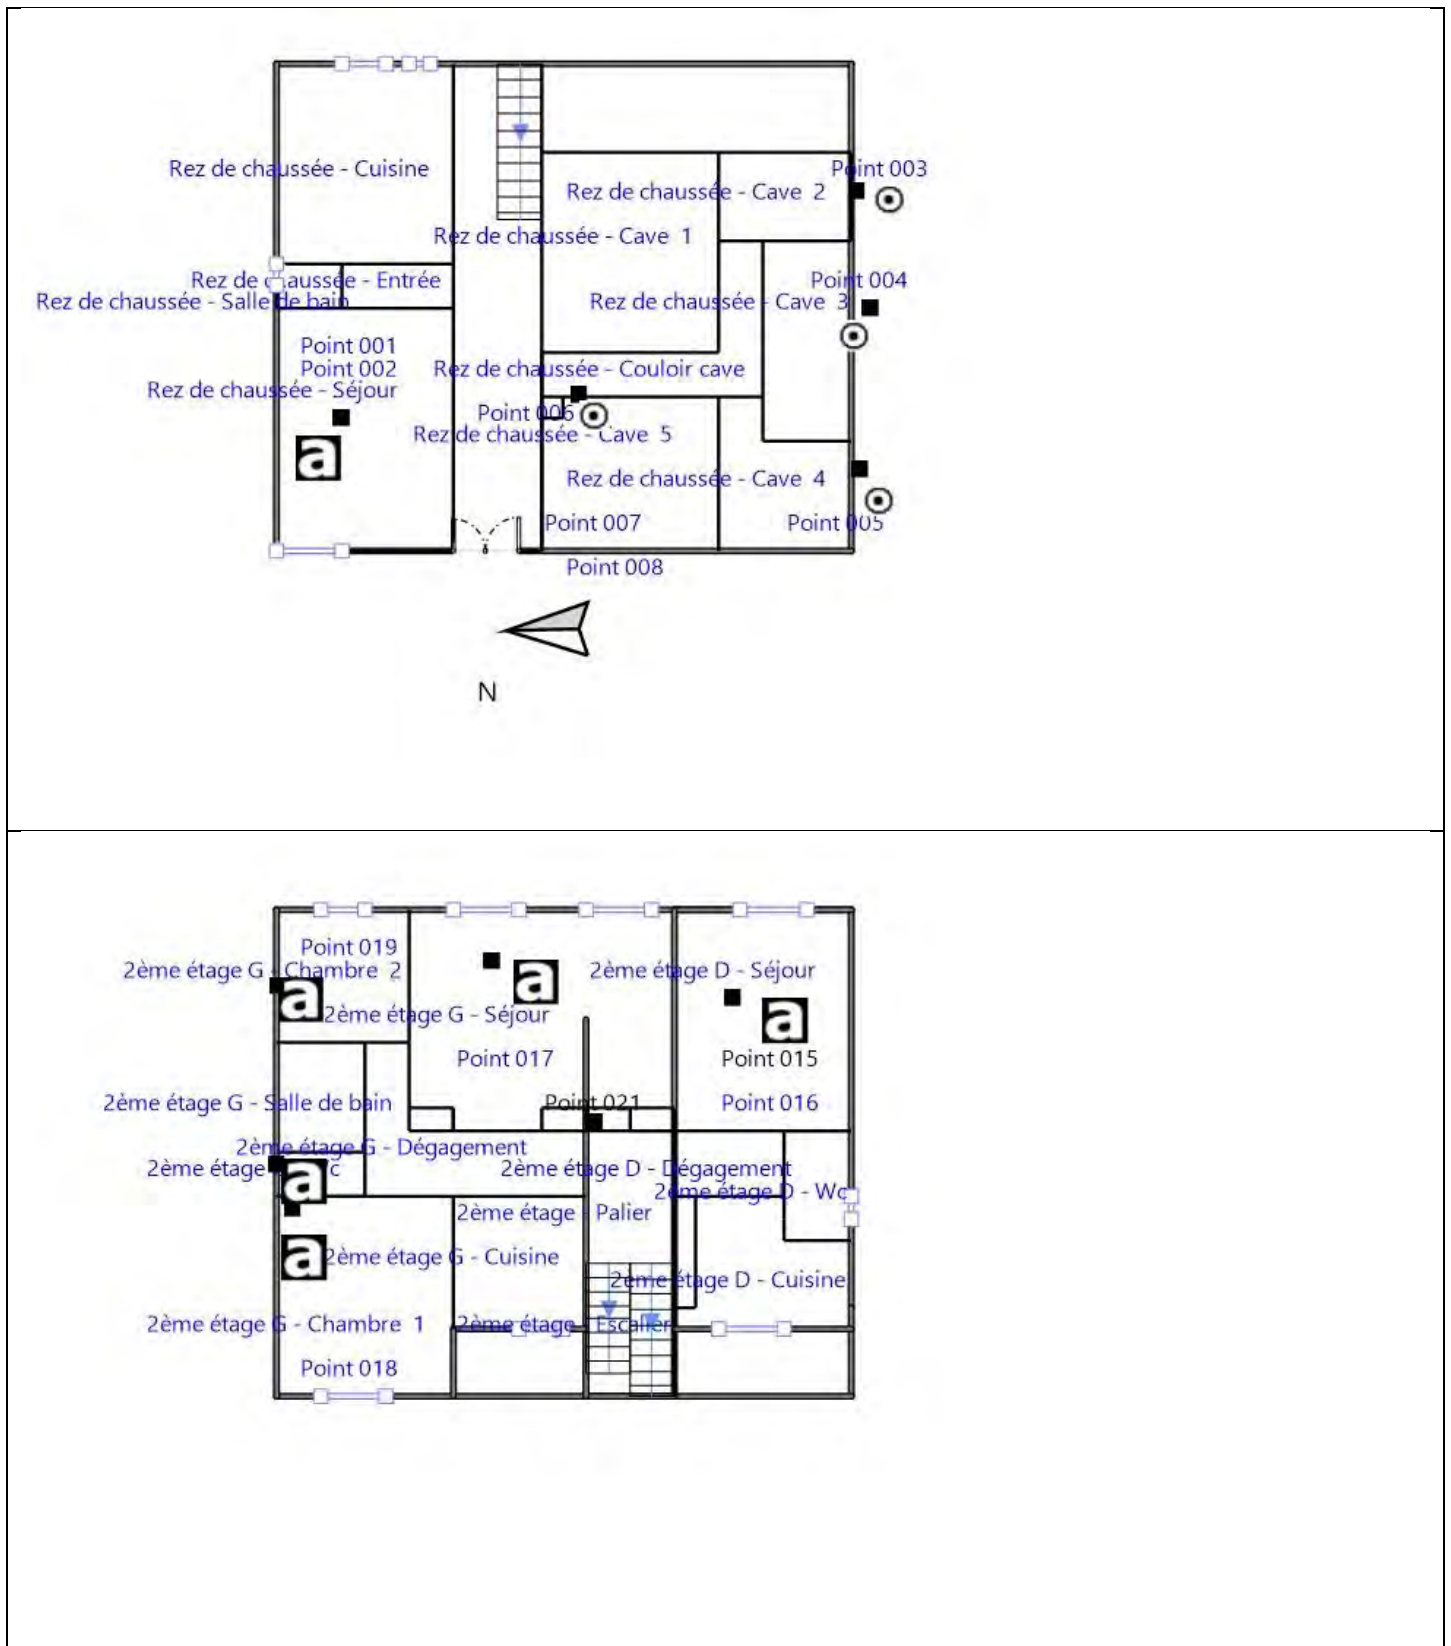 Rez de chaussée - Cuisine
Point 003
Rez de chaussée - Cave 2
Rez de chaussée - Cave 1
Rez de chaussée - Entrée
Point 004
Rez de chaussée - Salle de bain
Rez de chaussée - Cave 3
Point 001
Point 002
Rez de chaussée - Couloir cave
Rez de chaussée - Séjour
Point 006
Rez de chaussée - Cave 5
a
Rez de chaussée - Cave 4
Point 007
Point 005
Point 008
N
Point 019
2ème étage G - Chambre 2
a
2ème étage D - Séjour
a
2ème étage G - Séjour
a
Point 017
Point 015
2ème étage G - Salle de bain
Point 021
Point 016
2ème étage G - Dégagement
2ème étage
2ème étage D - Dégagement
a
2ème étage D - Wc
2ème étage - Palier
a
2ème étage G - Cuisine
2ème étage D - Cuisine
2ème étage G - Chambre 1
2ème étage Escalier
Point 018